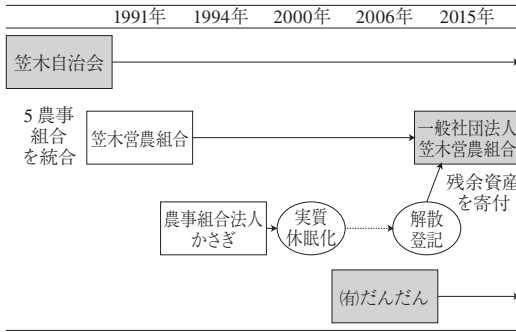 1991年 1994年 2000年 2006年 2015年
笠木自治会
5農事
組合
を統合
笠木営農組合
一般社団法人
笠木営農組合
残余資産
を寄付
農事組合法人
かさぎ
実質
休眠化
解散
登記
㈲だんだん